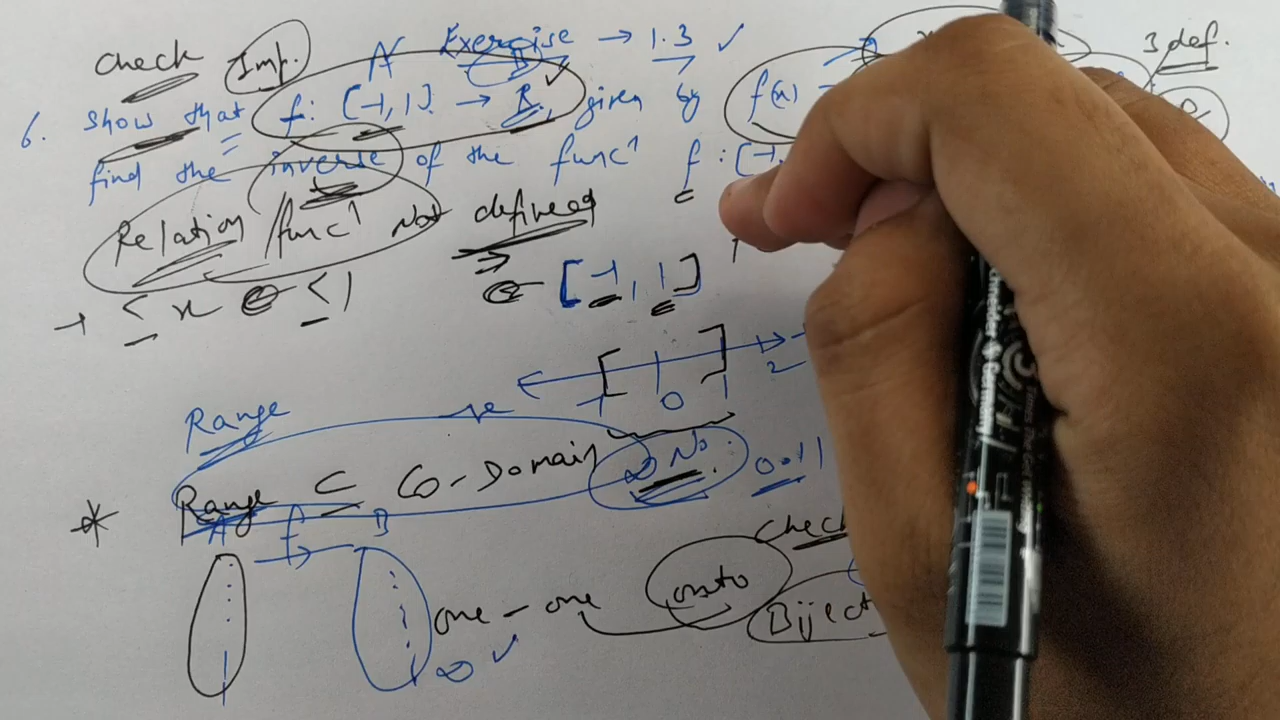 check Imp. A Exercise → 1.3 ✓ 3 def.
6. show that f: [-1, 1] → R, given by f(x)
find the inverse of the func^n f : [-1,
Relation / func^n Not defined
-1 ≤ x ≤ 1 [-1, 1]
-1 0 1 2
Range -ve
Range ⊂ Co-Domain ∞ No. 0.011
A f B check
one - one onto
Biject
∞ ✓